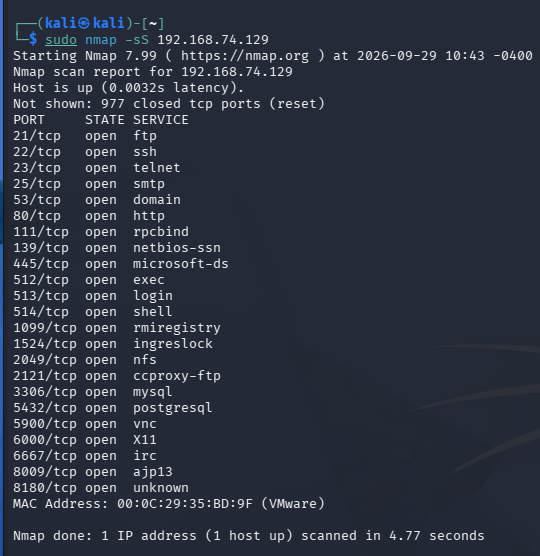 ┌──(kali㉿kali)-[~]
└─$ sudo nmap -sS 192.168.74.129
Starting Nmap 7.99 ( https://nmap.org ) at 2026-09-29 10:43 -0400
Nmap scan report for 192.168.74.129
Host is up (0.0032s latency).
Not shown: 977 closed tcp ports (reset)
PORT     STATE SERVICE
21/tcp   open  ftp
22/tcp   open  ssh
23/tcp   open  telnet
25/tcp   open  smtp
53/tcp   open  domain
80/tcp   open  http
111/tcp  open  rpcbind
139/tcp  open  netbios-ssn
445/tcp  open  microsoft-ds
512/tcp  open  exec
513/tcp  open  login
514/tcp  open  shell
1099/tcp open  rmiregistry
1524/tcp open  ingreslock
2049/tcp open  nfs
2121/tcp open  ccproxy-ftp
3306/tcp open  mysql
5432/tcp open  postgresql
5900/tcp open  vnc
6000/tcp open  X11
6667/tcp open  irc
8009/tcp open  ajp13
8180/tcp open  unknown
MAC Address: 00:0C:29:35:BD:9F (VMware)

Nmap done: 1 IP address (1 host up) scanned in 4.77 seconds